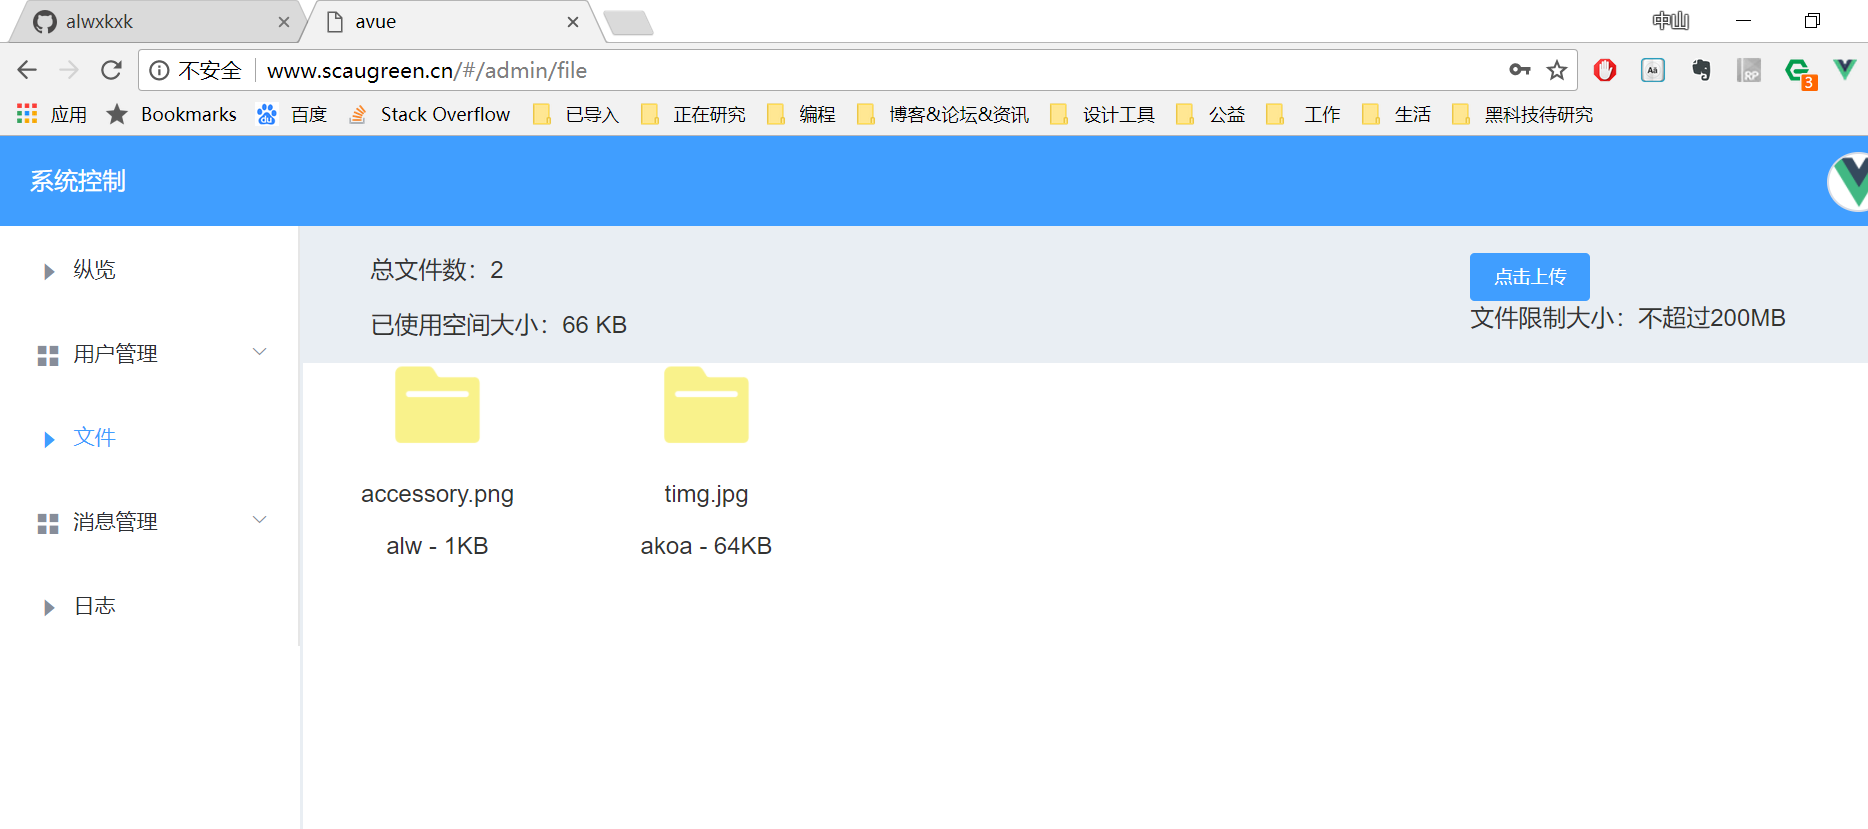 alwxkxk
avue
中山
不安全 www.scaugreen.cn/#/admin/file
Aä
RP
3
应用 Bookmarks 百度 Stack Overflow 已导入 正在研究 编程 博客&论坛&资讯 设计工具 公益 工作 生活 黑科技待研究
系统控制
纵览
用户管理
文件
消息管理
日志
总文件数：2
已使用空间大小：66 KB
点击上传
文件限制大小：不超过200MB
accessory.png
alw - 1KB
timg.jpg
akoa - 64KB